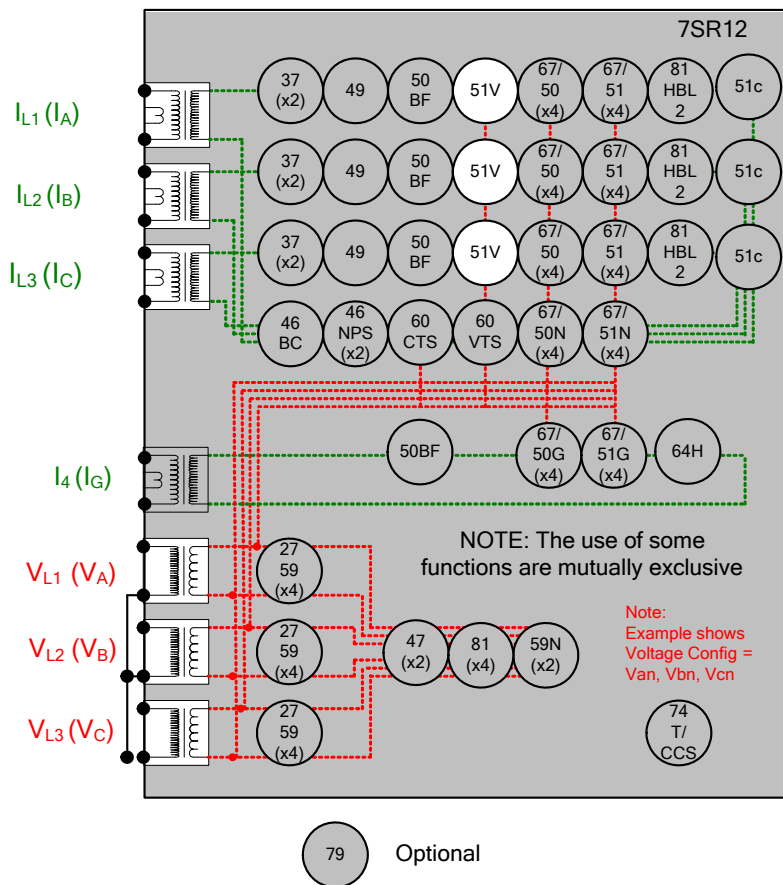 7SR12
IL1 (IA)
37
(x2)
49
50
BF
51V
67/
50
(x4)
67/
51
(x4)
81
HBL
2
51c
IL2 (IB)
37
(x2)
49
50
BF
51V
67/
50
(x4)
67/
51
(x4)
81
HBL
2
51c
IL3 (IC)
37
(x2)
49
50
BF
51V
67/
50
(x4)
67/
51
(x4)
81
HBL
2
51c
46
BC
46
NPS
(x2)
60
CTS
60
VTS
67/
50N
(x4)
67/
51N
(x4)
I4 (IG)
50BF
67/
50G
(x4)
67/
51G
(x4)
64H
NOTE: The use of some
functions are mutually exclusive
VL1 (VA)
27
59
(x4)
VL2 (VB)
27
59
(x4)
47
(x2)
81
(x4)
59N
(x2)
Note:
Example shows
Voltage Config =
Van, Vbn, Vcn
VL3 (VC)
27
59
(x4)
74
T/
CCS
79
Optional